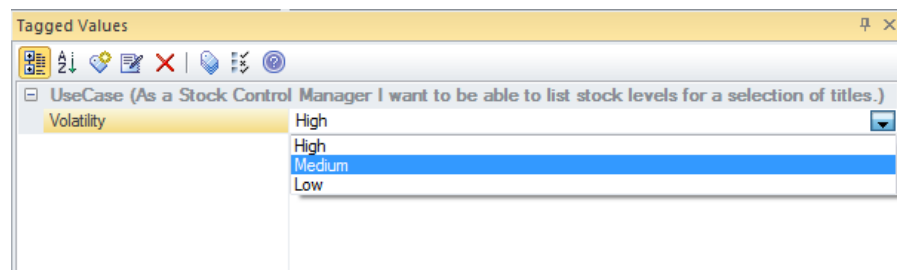 Tagged Values
UseCase (As a Stock Control Manager I want to be able to list stock levels for a selection of titles.)
Volatility High
High
Medium
Low